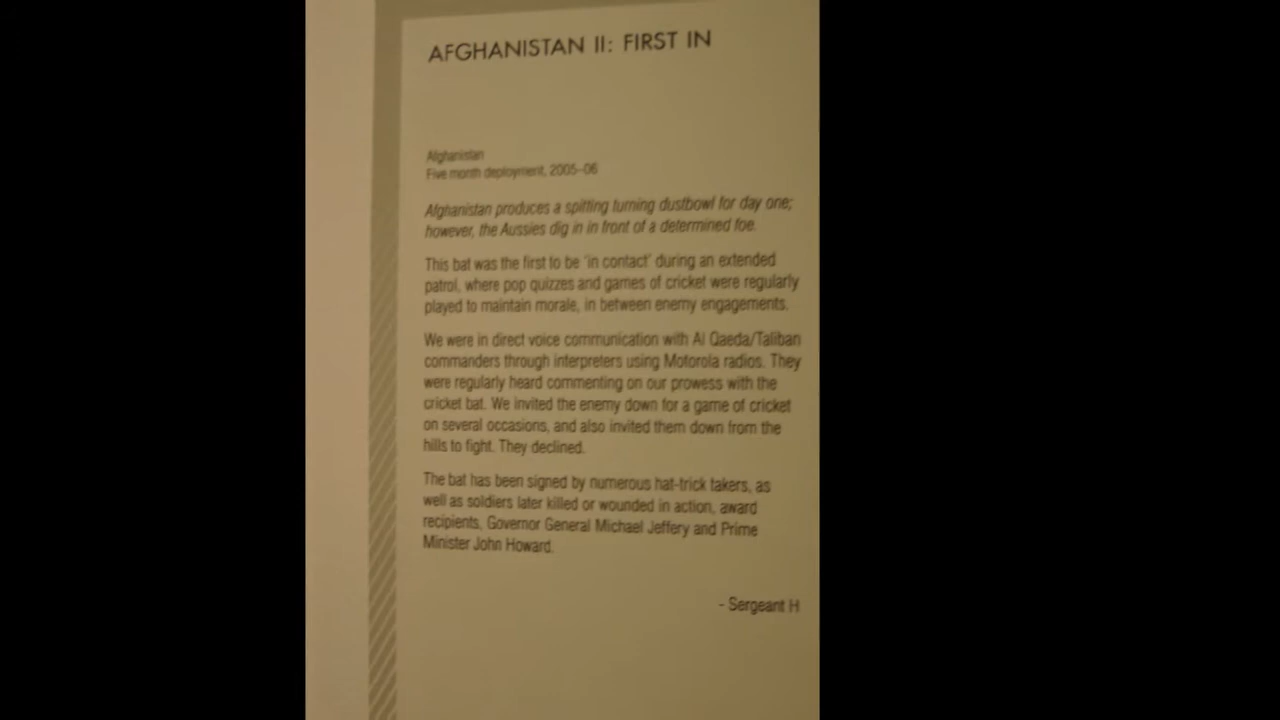 AFGHANISTAN II: FIRST IN
Afghanistan
Five month deployment, 2005–06
Afghanistan produces a spitting turning dustbowl for day one;
however, the Aussies dig in in front of a determined foe.
This bat was the first to be 'in contact' during an extended
patrol, where pop quizzes and games of cricket were regularly
played to maintain morale, in between enemy engagements.
We were in direct voice communication with Al Qaeda/Taliban
commanders through interpreters using Motorola radios. They
were regularly heard commenting on our prowess with the
cricket bat. We invited the enemy down for a game of cricket
on several occasions, and also invited them down from the
hills to fight. They declined.
The bat has been signed by numerous hat-trick takers, as
well as soldiers later killed or wounded in action, award
recipients, Governor General Michael Jeffery and Prime
Minister John Howard.
- Sergeant H